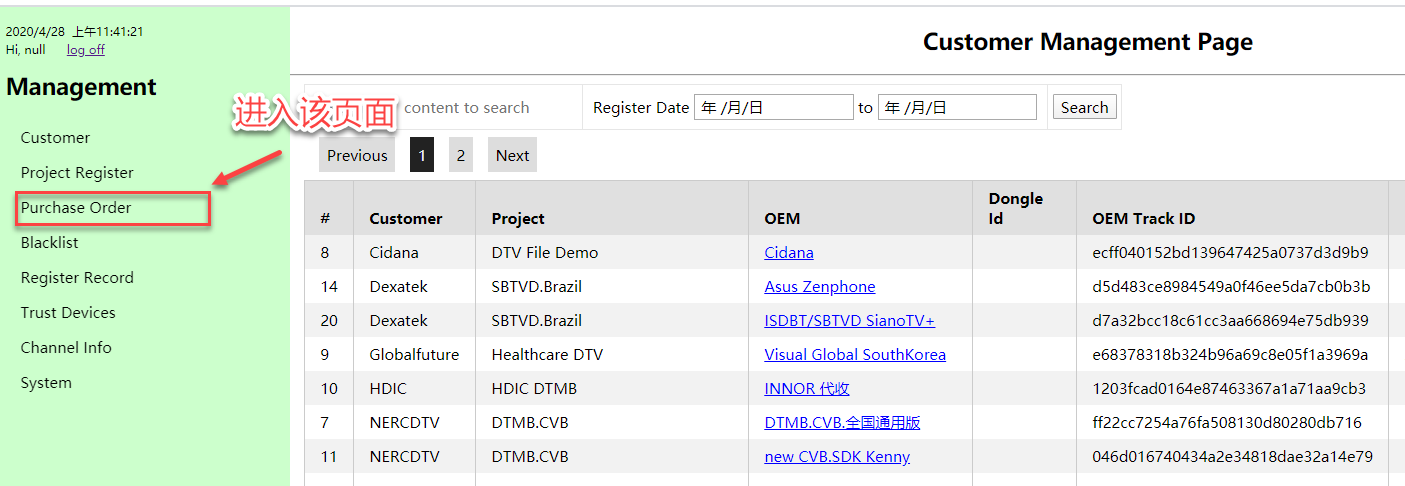 2020/4/28 上午11:41:21
Hi, null log off
Management
Customer
Project Register
Purchase Order
Blacklist
Register Record
Trust Devices
Channel Info
System
进入该页面
Customer Management Page
content to search Register Date 年 /月/日 to 年 /月/日 Search
Previous 1 2 Next
# Customer Project OEM Dongle Id OEM Track ID
8 Cidana DTV File Demo Cidana ecff040152bd139647425a0737d3d9b9
14 Dexatek SBTVD.Brazil Asus Zenphone d5d483ce8984549a0f46ee5da7cb0b3b
20 Dexatek SBTVD.Brazil ISDBT/SBTVD SianoTV+ d7a32bcc18c61cc3aa668694e75db939
9 Globalfuture Healthcare DTV Visual Global SouthKorea e68378318b324b96a69c8e05f1a3969a
10 HDIC HDIC DTMB INNOR 代收 1203fcad0164e87463367a1a71aa9cb3
7 NERCDTV DTMB.CVB DTMB.CVB.全国通用版 ff22cc7254a76fa508130d80280db716
11 NERCDTV DTMB.CVB new CVB.SDK Kenny 046d016740434a2e34818dae32a14e79